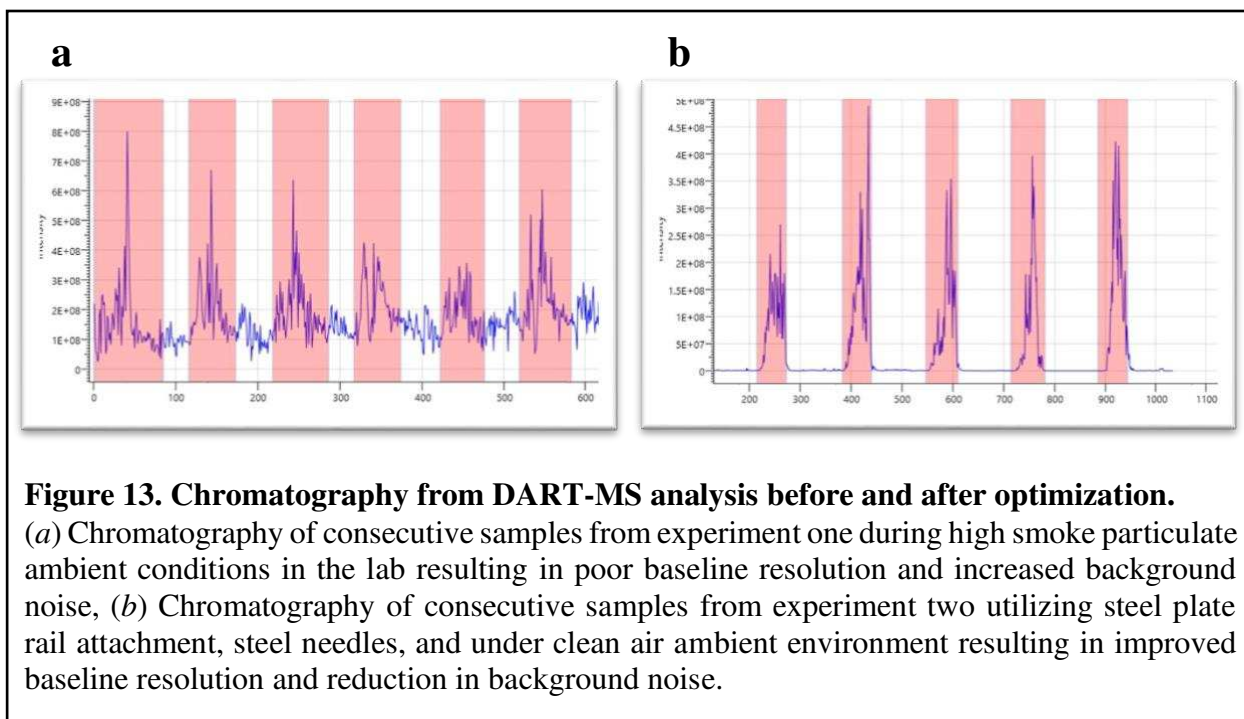 a
b
9E+08
8E+08
7E+08
6E+08
5E+08
4E+08
3E+08
2E+08
1E+08
0
0 100 200 300 400 500 600
5E+08
4.5E+08
4E+08
3.5E+08
3E+08
2.5E+08
2E+08
1.5E+08
1E+08
5E+07
0
200 300 400 500 600 700 800 900 1000 1100
Figure 13. Chromatography from DART-MS analysis before and after optimization.
(a) Chromatography of consecutive samples from experiment one during high smoke particulate
ambient conditions in the lab resulting in poor baseline resolution and increased background
noise, (b) Chromatography of consecutive samples from experiment two utilizing steel plate
rail attachment, steel needles, and under clean air ambient environment resulting in improved
baseline resolution and reduction in background noise.